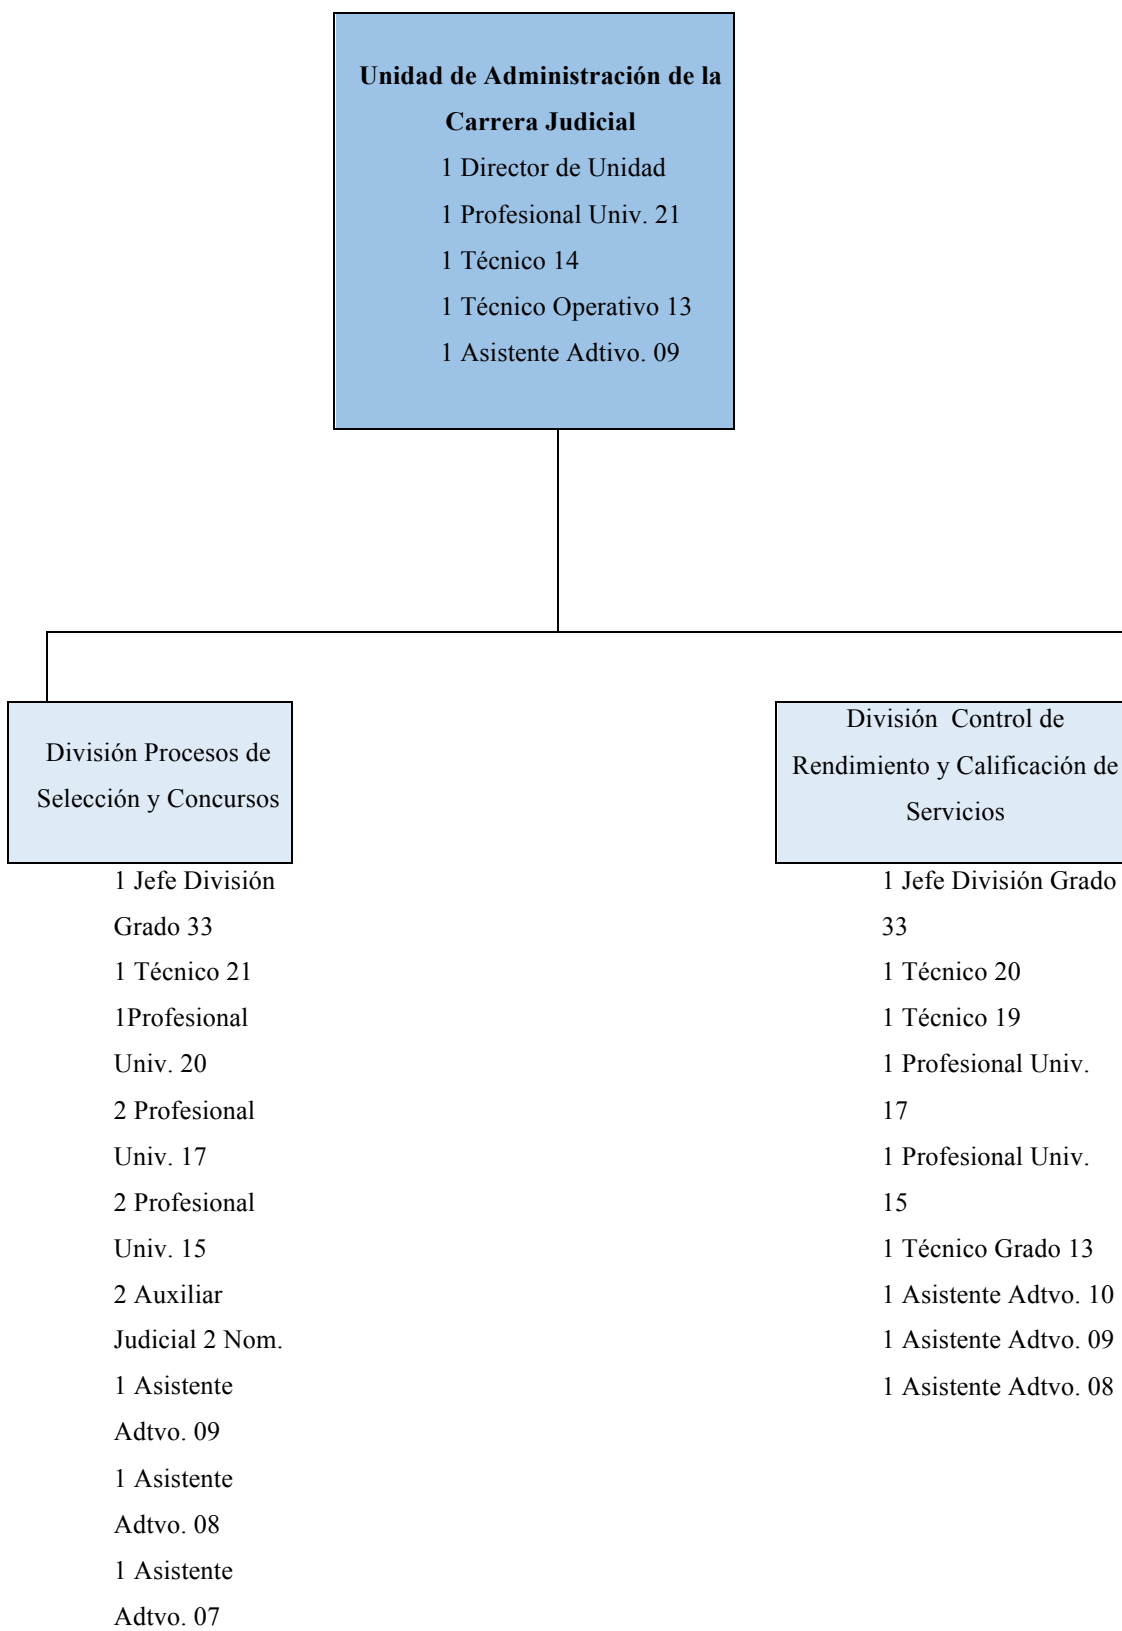 Unidad de Administración de la
Carrera Judicial
1 Director de Unidad
1 Profesional Univ. 21
1 Técnico 14
1 Técnico Operativo 13
1 Asistente Adtivo. 09
División Procesos de
Selección y Concursos
1 Jefe División
Grado 33
1 Técnico 21
1Profesional
Univ. 20
2 Profesional
Univ. 17
2 Profesional
Univ. 15
2 Auxiliar
Judicial 2 Nom.
1 Asistente
Adtvo. 09
1 Asistente
Adtvo. 08
1 Asistente
Adtvo. 07
División  Control de
Rendimiento y Calificación de
Servicios
1 Jefe División Grado
33
1 Técnico 20
1 Técnico 19
1 Profesional Univ.
17
1 Profesional Univ.
15
1 Técnico Grado 13
1 Asistente Adtvo. 10
1 Asistente Adtvo. 09
1 Asistente Adtvo. 08